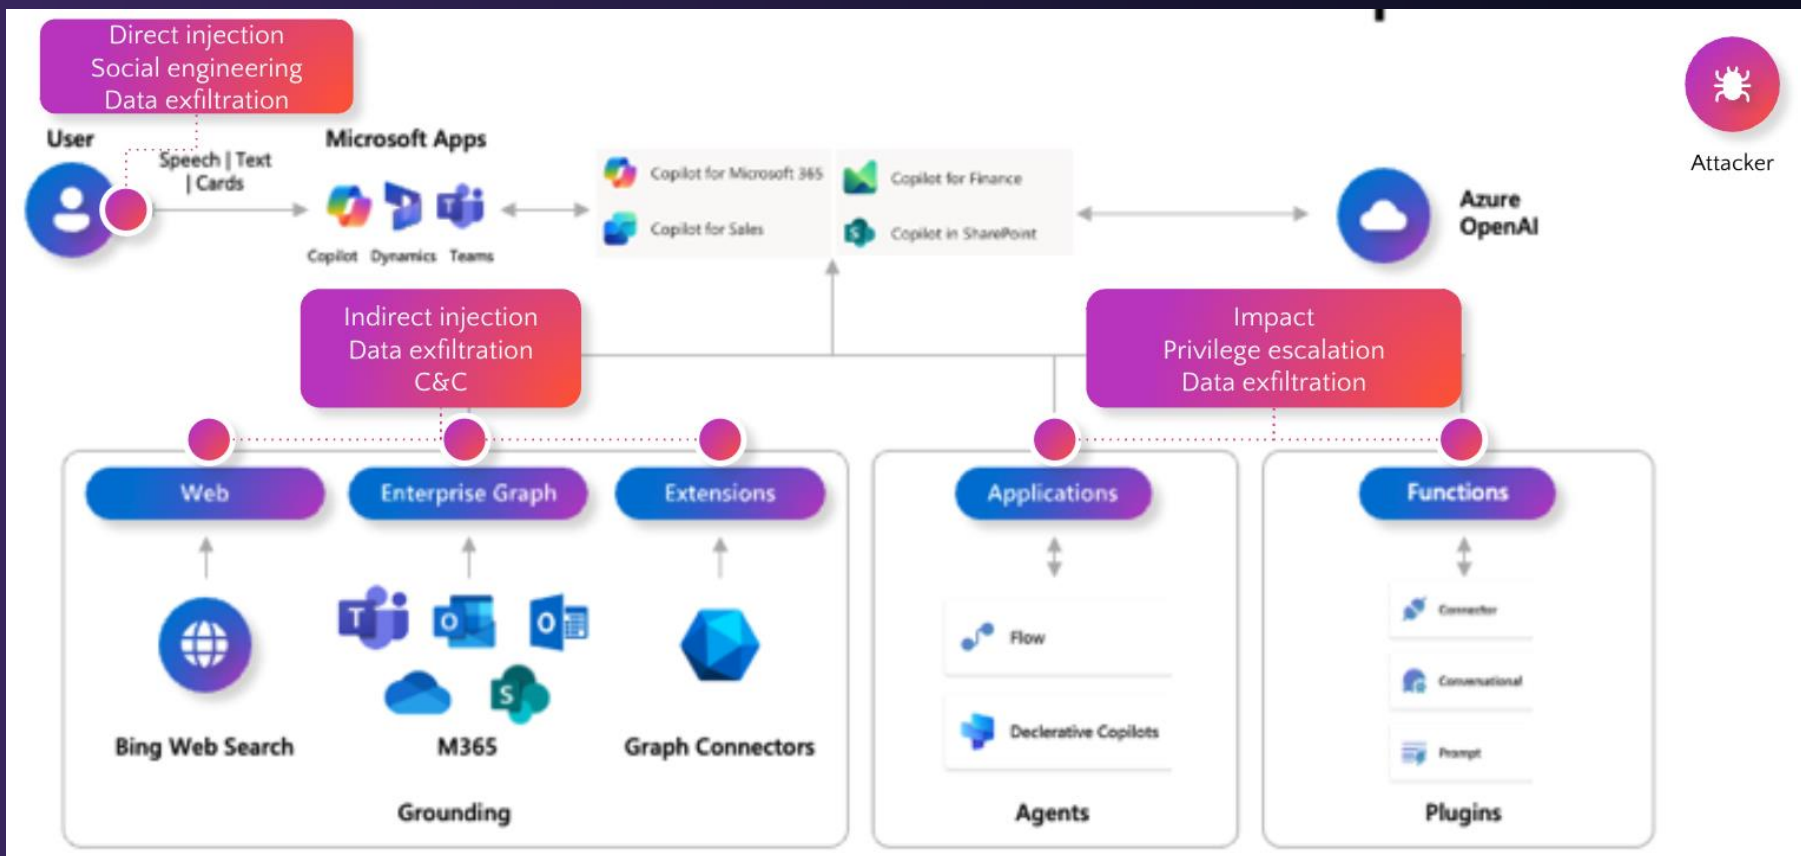 Direct injection
Social engineering
Data exfiltration
Attacker
User
Speech | Text
| Cards
Microsoft Apps
Copilot
Dynamics
Teams
Copilot for Microsoft 365
Copilot for Finance
Copilot for Sales
Copilot in SharePoint
Azure
OpenAI
Indirect injection
Data exfiltration
C&C
Impact
Privilege escalation
Data exfiltration
Web
Enterprise Graph
Extensions
Applications
Functions
Bing Web Search
M365
Graph Connectors
Grounding
Flow
Declerative Copilots
Agents
Connector
Conversational
Prompt
Plugins